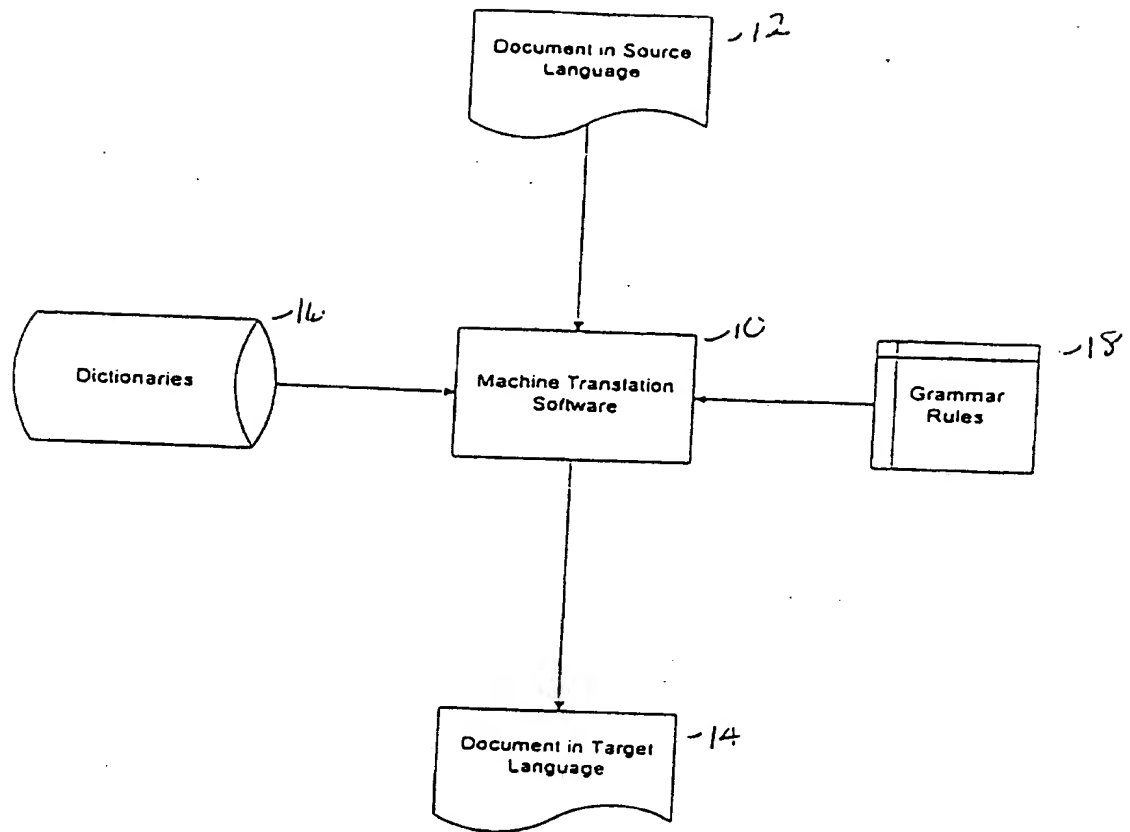 Document in Source
Language
12
Dictionaries
16
Machine Translation
Software
10
Grammar
Rules
18
Document in Target
Language
14